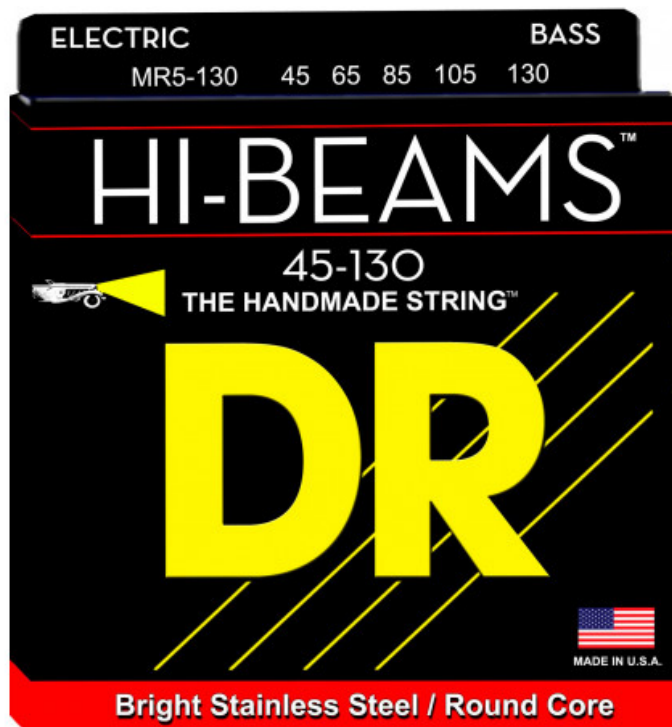 ELECTRIC BASS
MR5-130 45 65 85 105 130
HI-BEAMS™
45-130
THE HANDMADE STRING™
DR
MADE IN U.S.A.
Bright Stainless Steel / Round Core